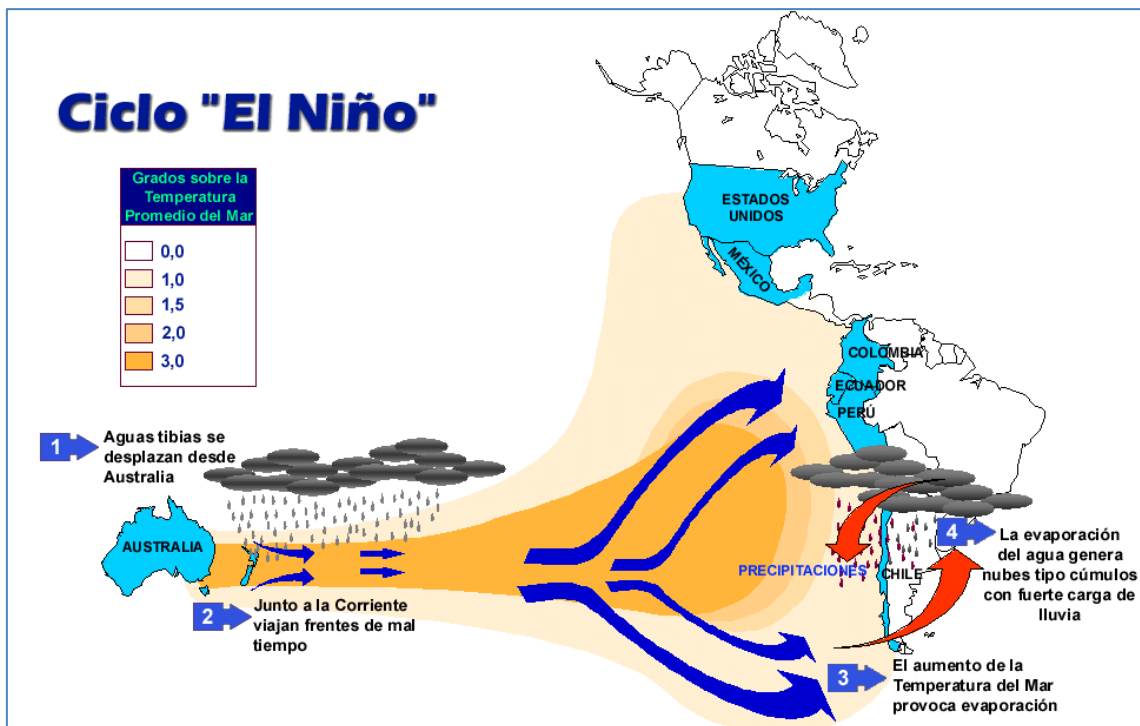 Ciclo "El Niño"
Grados sobre la
Temperatura
Promedio del Mar
0,0
1,0
1,5
2,0
3,0
ESTADOS
UNIDOS
MÉXICO
COLOMBIA
ECUADOR
PERÚ
1
Aguas tibias se
desplazan desde
Australia
AUSTRALIA
2
Junto a la Corriente
viajan frentes de mal
tiempo
PRECIPITACIONES
CHILE
4
La evaporación
del agua genera
nubes tipo cúmulos
con fuerte carga de
lluvia
3
El aumento de la
Temperatura del Mar
provoca evaporación